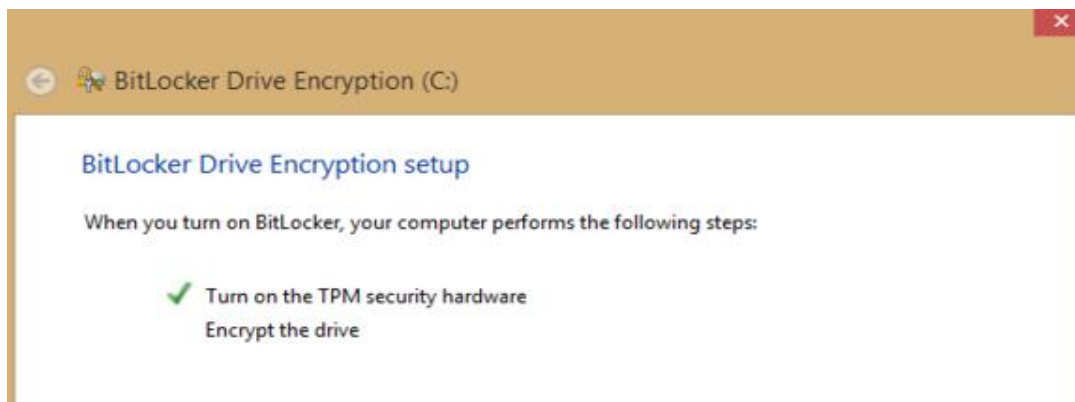 BitLocker Drive Encryption (C:)
BitLocker Drive Encryption setup
When you turn on BitLocker, your computer performs the following steps:
Turn on the TPM security hardware
Encrypt the drive